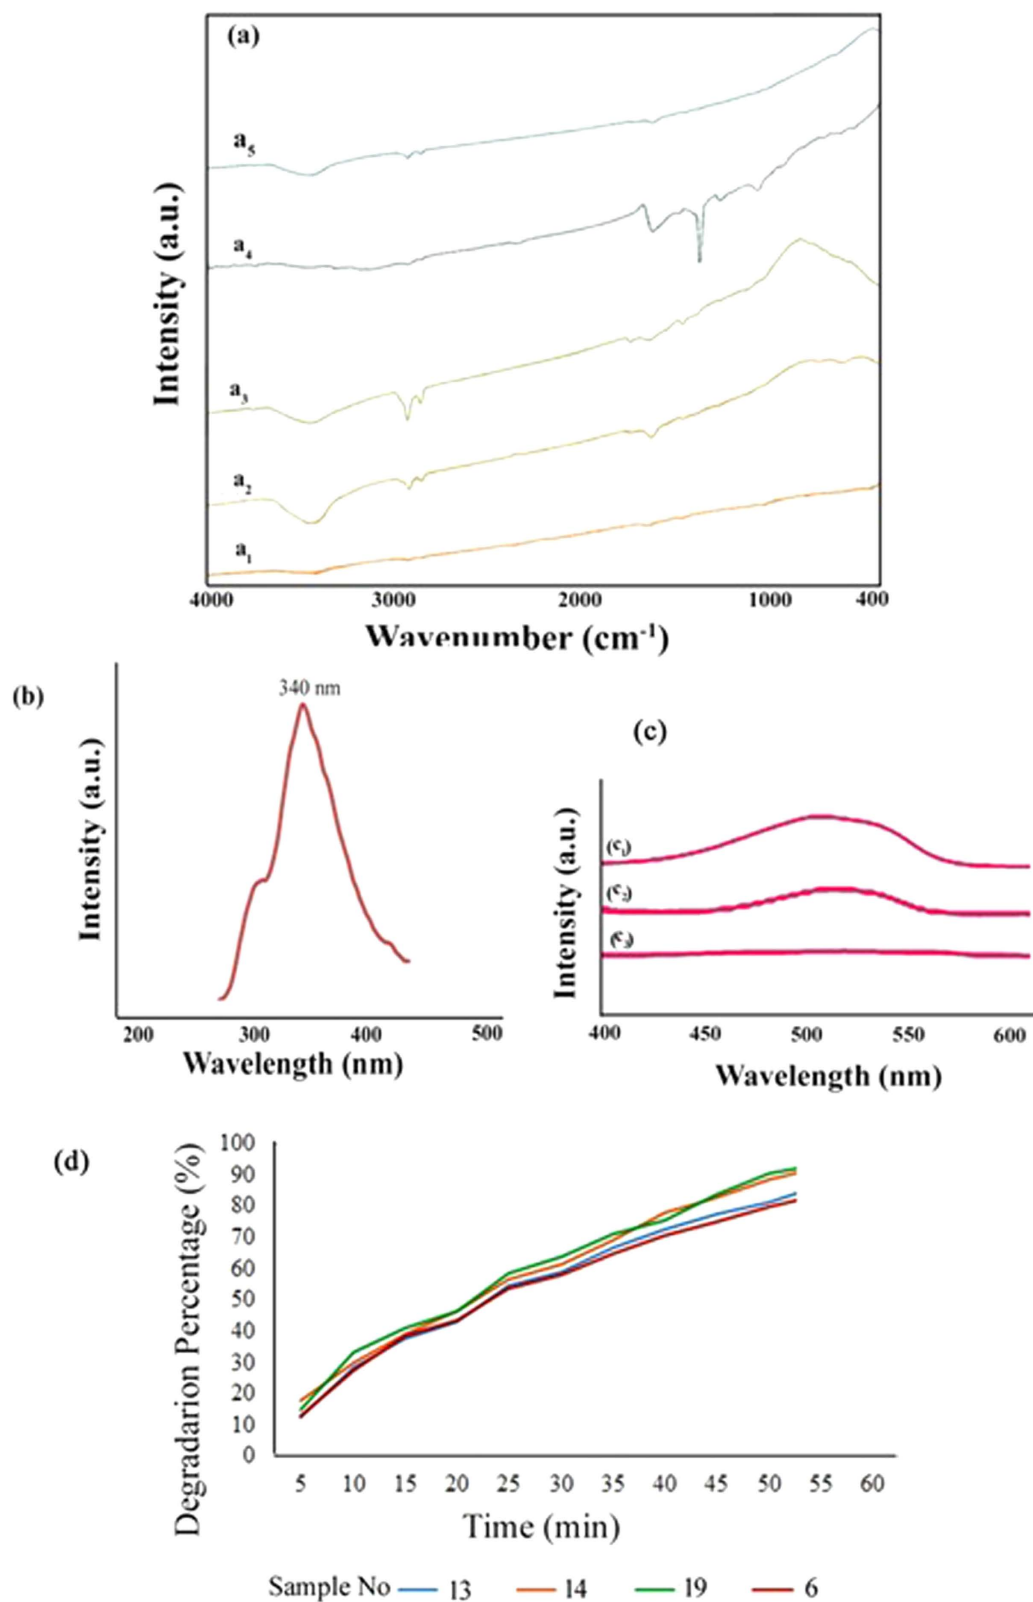 (a)
a5
a4
a3
a2
a1
Intensity (a.u.)
4000 3000 2000 1000 400
Wavenumber (cm-1)
(b)
340 nm
Intensity (a.u.)
200 300 400 500
Wavelength (nm)
(c)
(c1)
(c2)
(c3)
Intensity (a.u.)
400 450 500 550 600
Wavelength (nm)
(d)
Degradarion Percentage (%)
100
90
80
70
60
50
40
30
20
10
0
5 10 15 20 25 30 35 40 45 50 55 60
Time (min)
Sample No 13 14 19 6